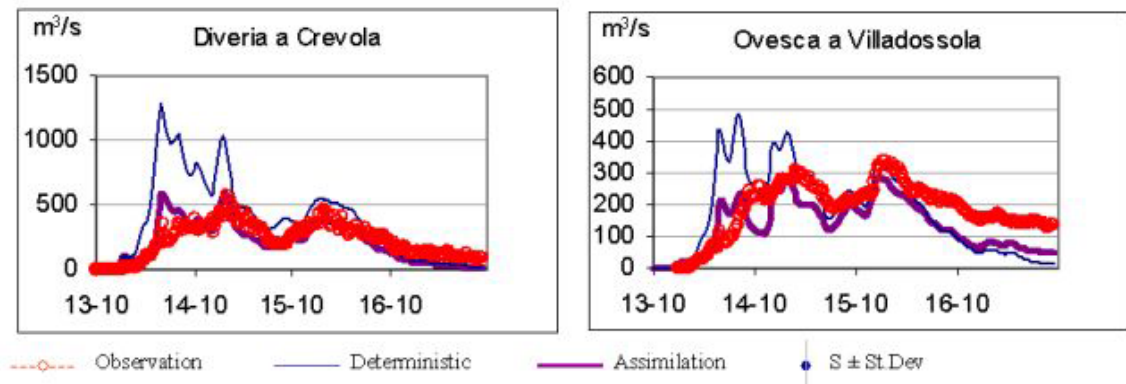 m³/s
Diveria a Crevola
1500
1000
500
0
13-10 14-10 15-10 16-10
m³/s
Ovesca a Villadossola
600
500
400
300
200
100
0
13-10 14-10 15-10 16-10
Observation Deterministic Assimilation S ± St.Dev